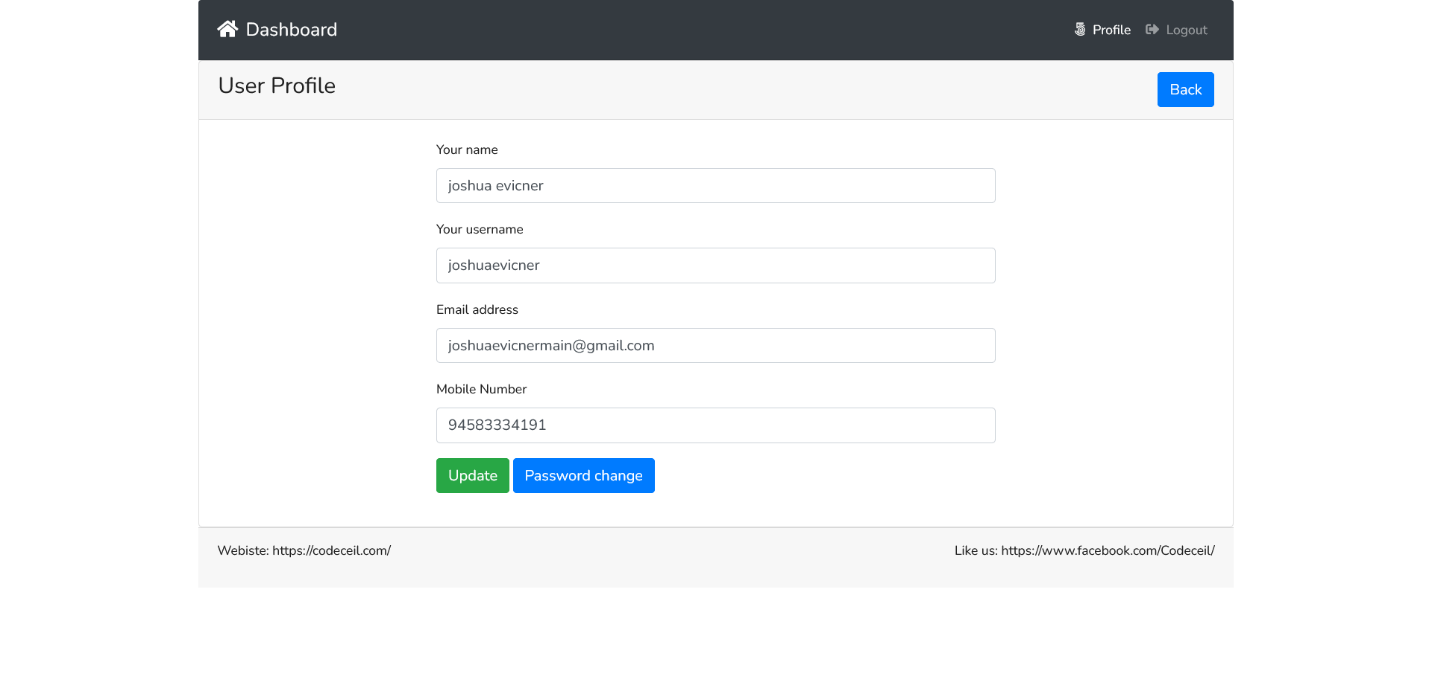 Dashboard
Profile
Logout
User Profile
Back
Your name
joshua evicner
Your username
joshuaevicner
Email address
joshuaevicnermain@gmail.com
Mobile Number
94583334191
Update
Password change
Webiste: https://codeceil.com/
Like us: https://www.facebook.com/Codeceil/